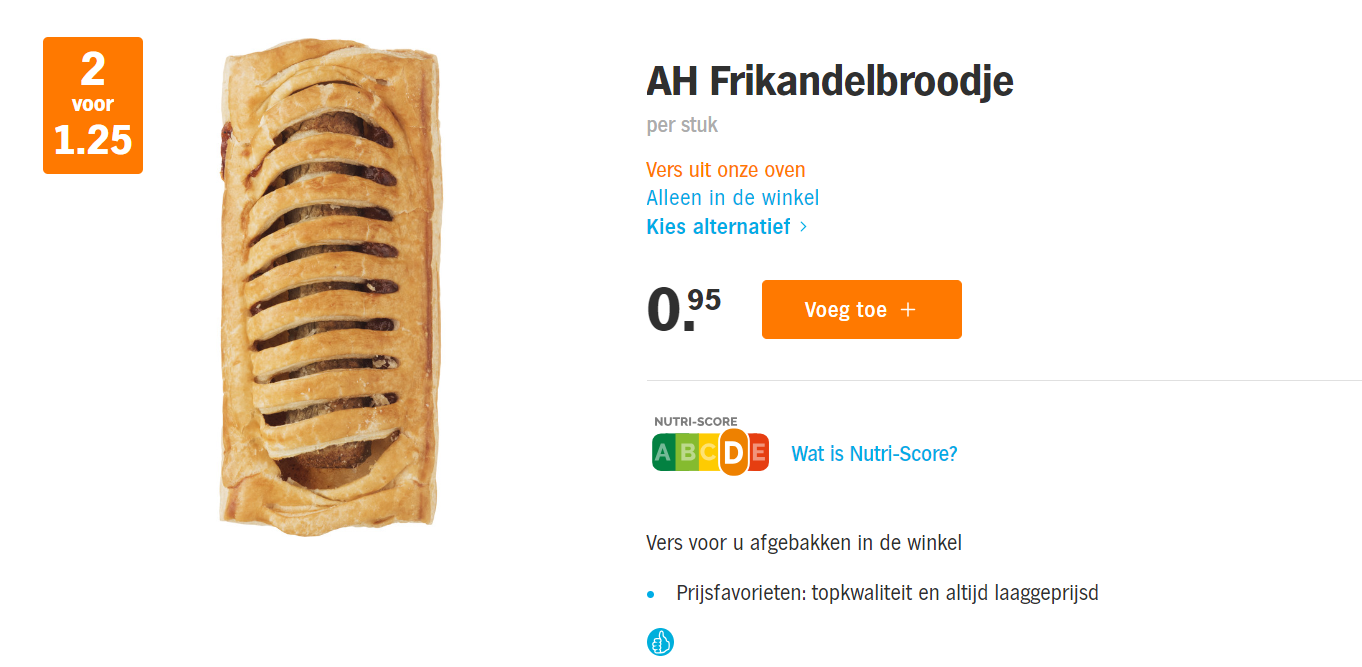 2
voor
1.25
AH Frikandelbroodje
per stuk
Vers uit onze oven
Alleen in de winkel
Kies alternatief >
0.95
Voeg toe +
NUTRI-SCORE
A B C D E
Wat is Nutri-Score?
Vers voor u afgebakken in de winkel
• Prijsfavorieten: topkwaliteit en altijd laaggeprijsd